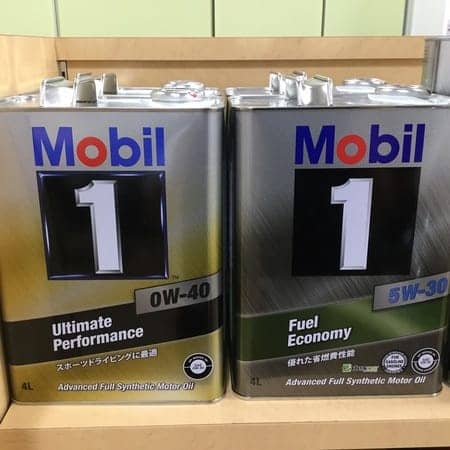 Mobil
1
TM
0W-40
Ultimate
Performance
スポーツドライビングに最適
4L
Advanced Full Synthetic Motor Oil
Mobil
1
5W-30
Fuel
Economy
優れた省燃費性能
4L
Advanced Full Synthetic Motor Oil